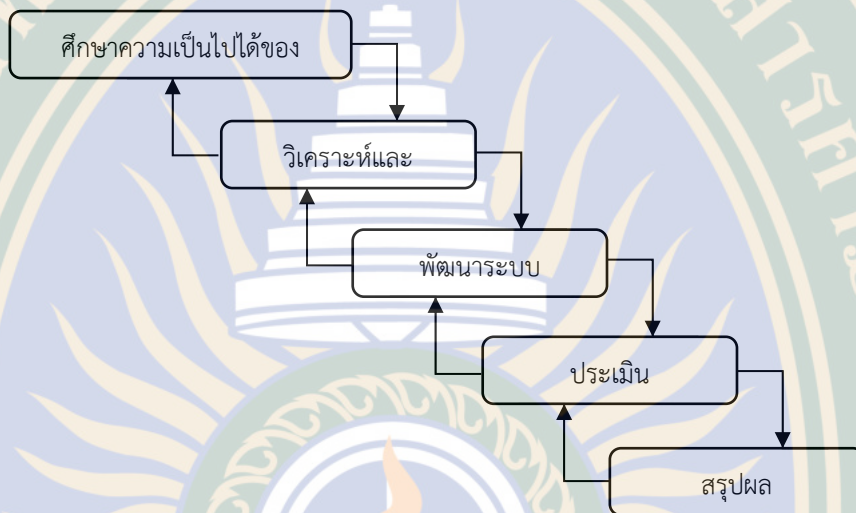 ศึกษาความเป็นไปได้ของ
วิเคราะห์และ
พัฒนาระบบ
ประเมิน
สรุปผล